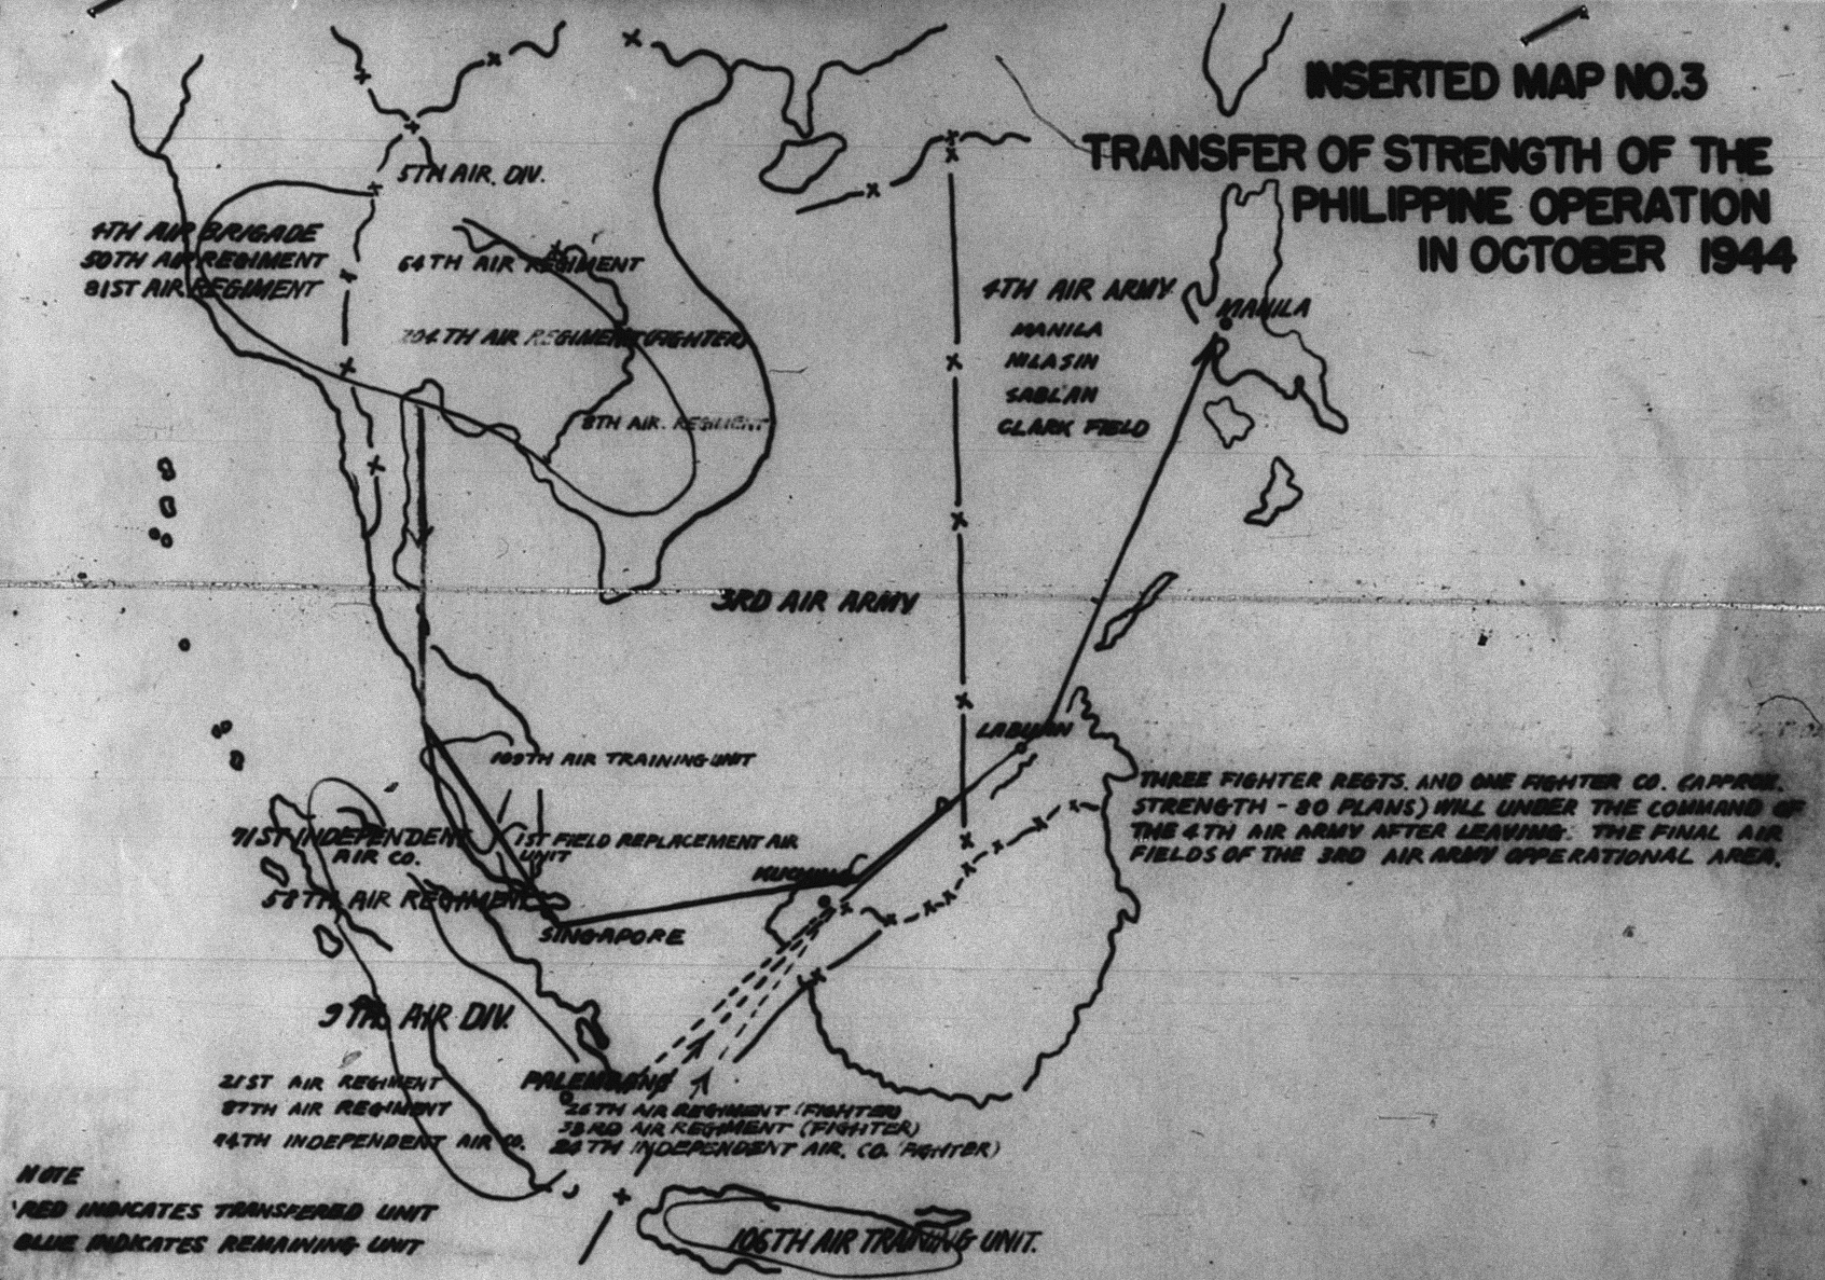 INSERTED MAP NO.3
TRANSFER OF STRENGTH OF THE
PHILIPPINE OPERATION
IN OCTOBER 1944
5TH AIR. DIV.
4TH AIR BRIGADE
50TH AIR REGIMENT
81ST AIR REGIMENT
64TH AIR REGIMENT
204TH AIR REGIMENT (FIGHTER)
8TH AIR. REGIMENT
4TH AIR ARMY
MANILA
MANILA
NILASIN
SABLAN
CLARK FIELD
3RD AIR ARMY
LABUAN
109TH AIR TRAINING UNIT
THREE FIGHTER REGTS. AND ONE FIGHTER CO. (APPROX.
STRENGTH - 80 PLANS) WILL UNDER THE COMMAND OF
THE 4TH AIR ARMY AFTER LEAVING. THE FINAL AIR
FIELDS OF THE 3RD AIR ARMY OPPERATIONAL AREA.
71ST INDEPENDENT
AIR CO.
1ST FIELD REPLACEMENT AIR
UNIT
KUCHING
58TH AIR REGIMENT
SINGAPORE
9TH. AIR DIV.
21ST AIR REGIMENT
87TH AIR REGIMENT
44TH INDEPENDENT AIR CO.
PALEMBANG
26TH AIR REGIMENT (FIGHTER)
33RD AIR REGIMENT (FIGHTER)
24TH INDEPENDENT AIR. CO. (FIGHTER)
NOTE
RED INDICATES TRANSFERED UNIT
BLUE INDICATES REMAINING UNIT
106TH AIR TRAINING UNIT.